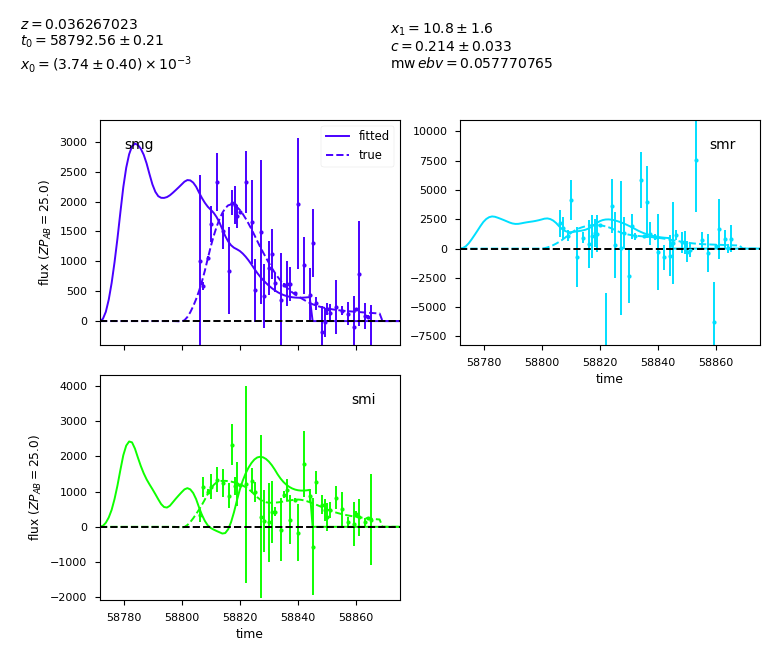 z = 0.036267023
t₀ = 58792.56 ± 0.21
x₀ = (3.74 ± 0.40) × 10⁻³
x₁ = 10.8 ± 1.6
c = 0.214 ± 0.033
mw ebv = 0.057770765
smg
fitted
true
3000
2500
2000
1500
1000
500
0
flux (ZP_AB = 25.0)
smr
10000
7500
5000
2500
0
−2500
−5000
−7500
58780 58800 58820 58840 58860
time
smi
4000
3000
2000
1000
0
−1000
−2000
flux (ZP_AB = 25.0)
58780 58800 58820 58840 58860
time